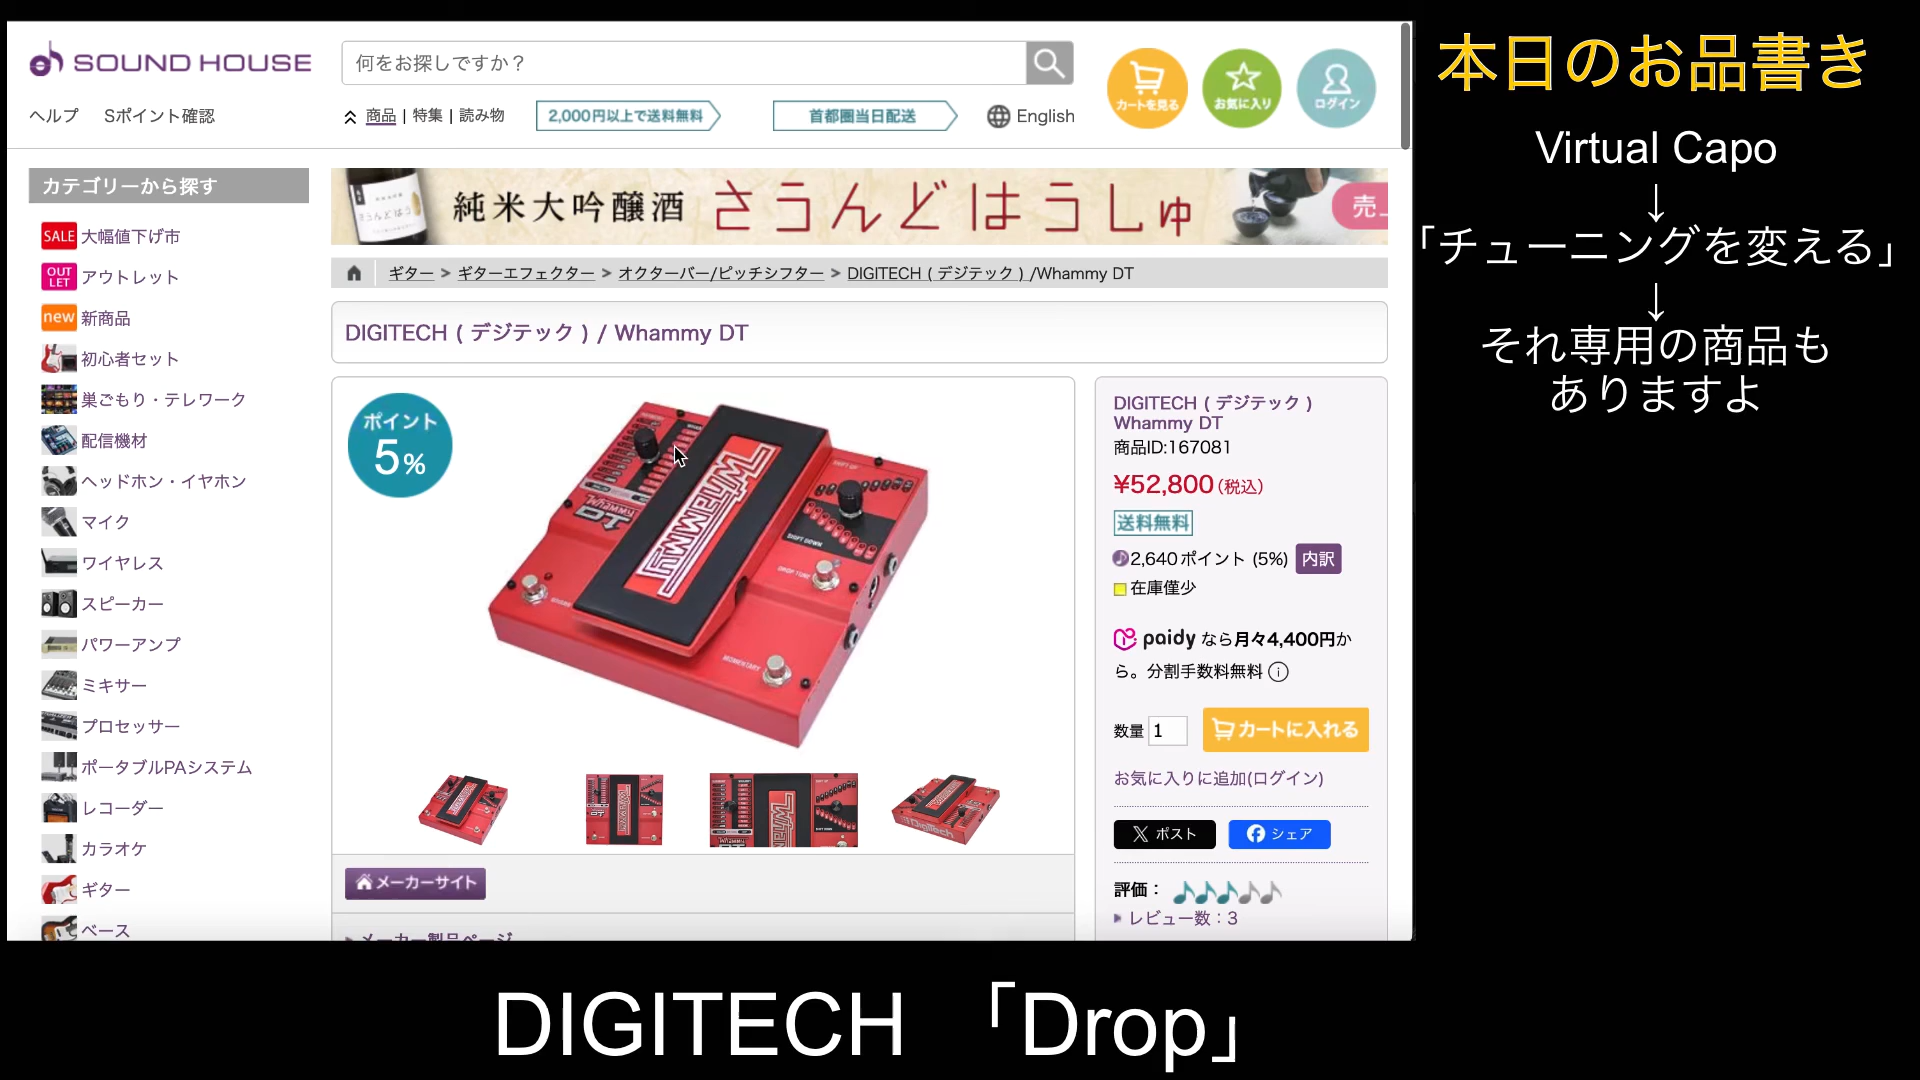 SOUND HOUSE
何をお探しですか?
カートを見る
お気に入り
ログイン
ヘルプ Sポイント確認
商品 | 特集 | 読み物
2,000円以上で送料無料
首都圏当日配送
English
本日のお品書き
Virtual Capo
↓
「チューニングを変える」
↓
それ専用の商品も
ありますよ
カテゴリーから探す
SALE 大幅値下げ市
OUT LET アウトレット
new 新商品
初心者セット
巣ごもり・テレワーク
配信機材
ヘッドホン・イヤホン
マイク
ワイヤレス
スピーカー
パワーアンプ
ミキサー
プロセッサー
ポータブルPAシステム
レコーダー
カラオケ
ギター
ベース
純米大吟醸酒 さうんどはうしゅ
売
ギター > ギターエフェクター > オクターバー/ピッチシフター > DIGITECH ( デジテック ) /Whammy DT
DIGITECH ( デジテック ) / Whammy DT
ポイント
5%
WHAMMY
DT
SHIFT UP
SHIFT DOWN
DROP TUNE
MOMENTARY
メーカーサイト
メーカー製品ページ
DIGITECH ( デジテック )
Whammy DT
商品ID:167081
¥52,800(税込)
送料無料
2,640ポイント (5%) 内訳
在庫僅少
paidy なら月々4,400円か
ら。分割手数料無料
数量 1 カートに入れる
お気に入りに追加(ログイン)
ポスト
シェア
評価:
レビュー数:3
DIGITECH 「Drop」